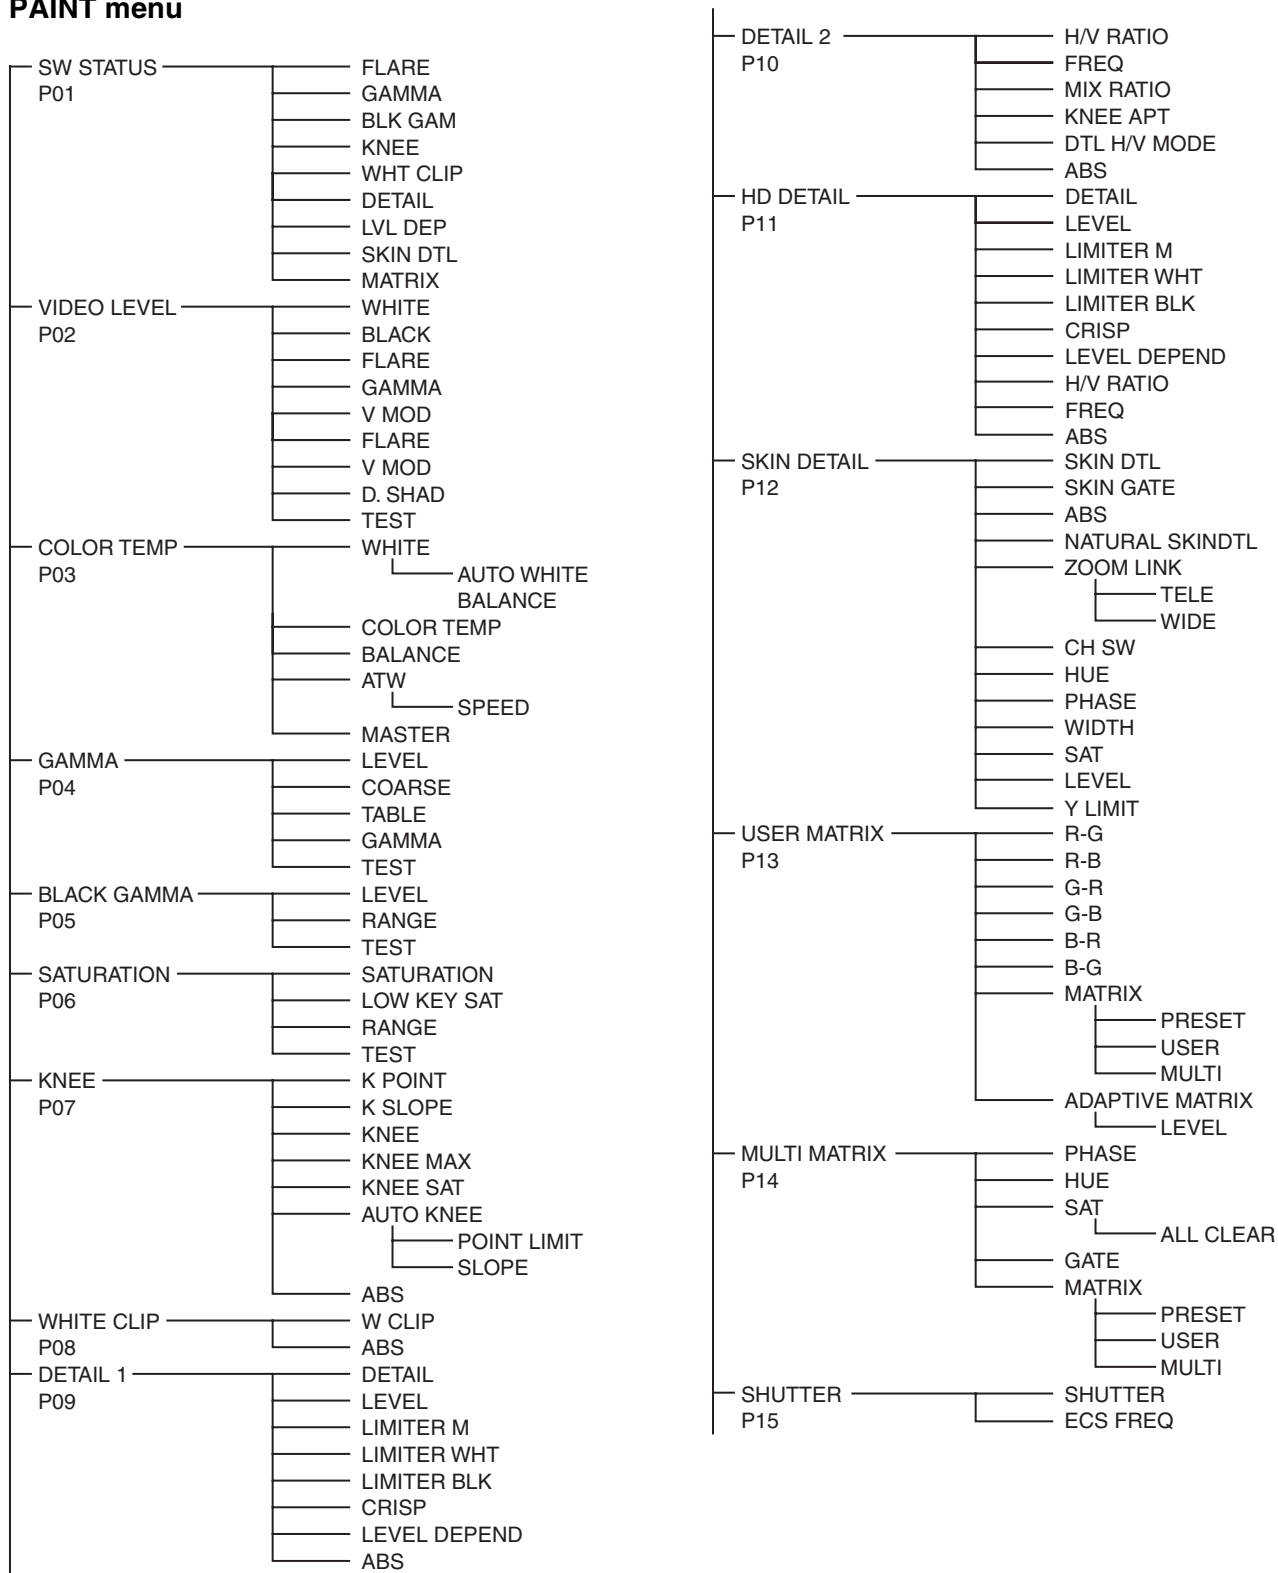 PAINT menu
SW STATUS
P01
FLARE
GAMMA
BLK GAM
KNEE
WHT CLIP
DETAIL
LVL DEP
SKIN DTL
MATRIX
VIDEO LEVEL
P02
WHITE
BLACK
FLARE
GAMMA
V MOD
FLARE
V MOD
D. SHAD
TEST
COLOR TEMP
P03
WHITE
AUTO WHITE
BALANCE
COLOR TEMP
BALANCE
ATW
SPEED
MASTER
GAMMA
P04
LEVEL
COARSE
TABLE
GAMMA
TEST
BLACK GAMMA
P05
LEVEL
RANGE
TEST
SATURATION
P06
SATURATION
LOW KEY SAT
RANGE
TEST
KNEE
P07
K POINT
K SLOPE
KNEE
KNEE MAX
KNEE SAT
AUTO KNEE
POINT LIMIT
SLOPE
ABS
WHITE CLIP
P08
W CLIP
ABS
DETAIL 1
P09
DETAIL
LEVEL
LIMITER M
LIMITER WHT
LIMITER BLK
CRISP
LEVEL DEPEND
ABS
DETAIL 2
P10
H/V RATIO
FREQ
MIX RATIO
KNEE APT
DTL H/V MODE
ABS
HD DETAIL
P11
DETAIL
LEVEL
LIMITER M
LIMITER WHT
LIMITER BLK
CRISP
LEVEL DEPEND
H/V RATIO
FREQ
ABS
SKIN DETAIL
P12
SKIN DTL
SKIN GATE
ABS
NATURAL SKINDTL
ZOOM LINK
TELE
WIDE
CH SW
HUE
PHASE
WIDTH
SAT
LEVEL
Y LIMIT
USER MATRIX
P13
R-G
R-B
G-R
G-B
B-R
B-G
MATRIX
PRESET
USER
MULTI
ADAPTIVE MATRIX
LEVEL
MULTI MATRIX
P14
PHASE
HUE
SAT
ALL CLEAR
GATE
MATRIX
PRESET
USER
MULTI
SHUTTER
P15
SHUTTER
ECS FREQ